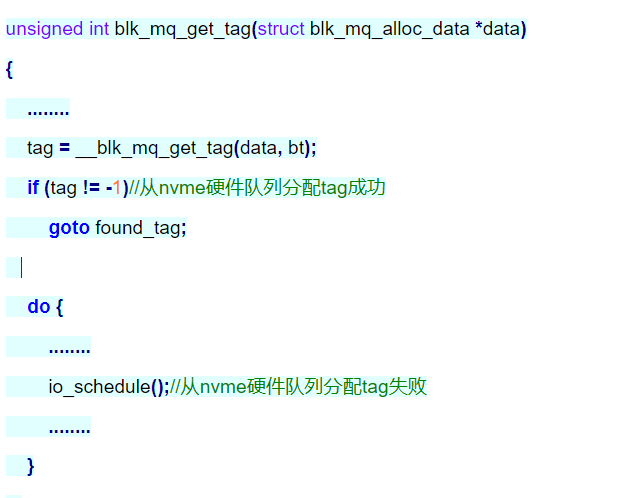 unsigned int blk_mq_get_tag(struct blk_mq_alloc_data *data)
{
........
tag = __blk_mq_get_tag(data, bt);
if (tag != -1)//从nvme硬件队列分配tag成功
goto found_tag;
do {
........
io_schedule();//从nvme硬件队列分配tag失败
........
}